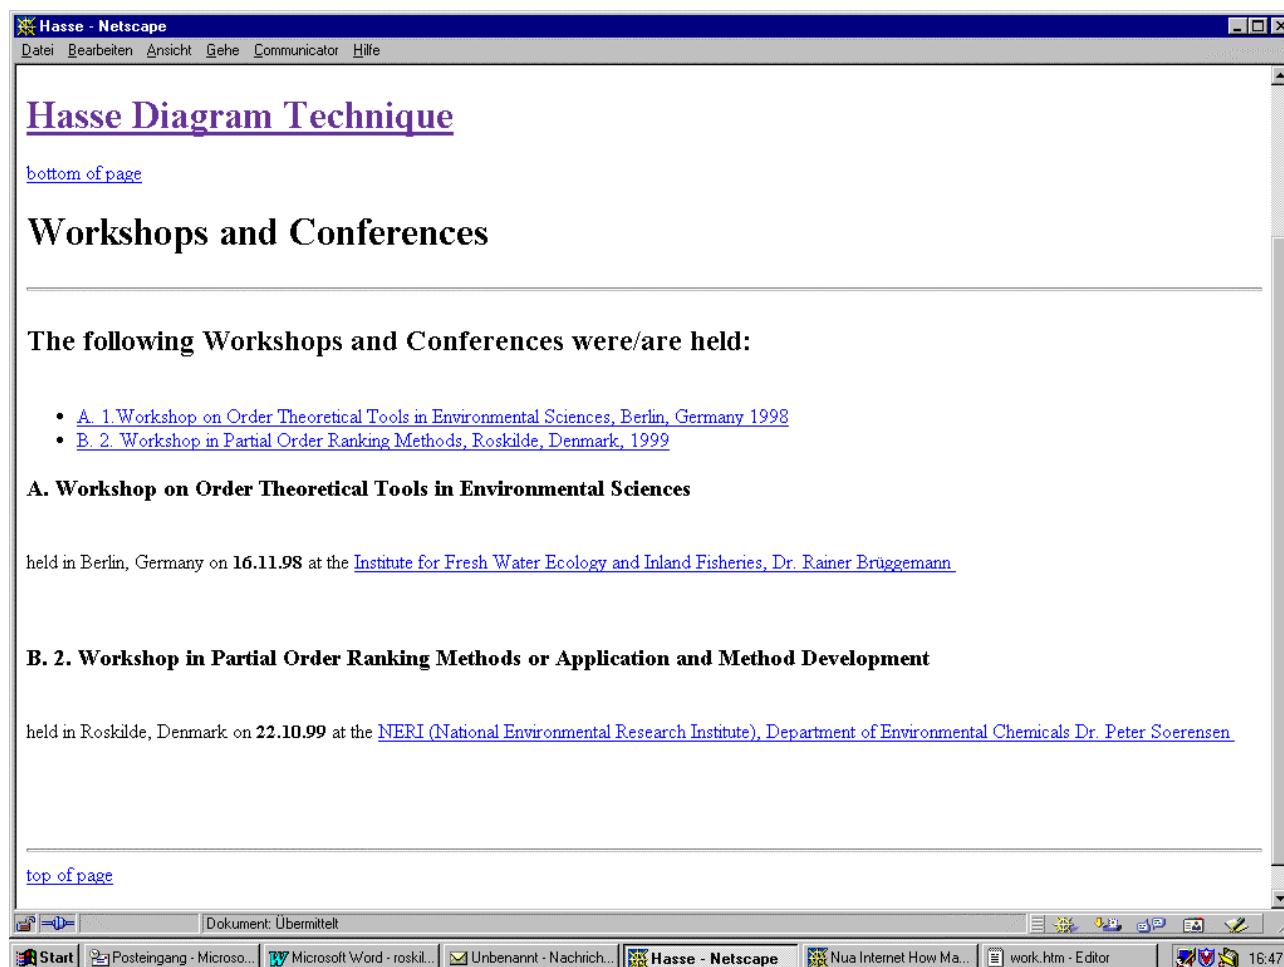 Hasse - Netscape
Datei Bearbeiten Ansicht Gehe Communicator Hilfe
Hasse Diagram Technique
bottom of page
Workshops and Conferences
The following Workshops and Conferences were/are held:
• A. 1.Workshop on Order Theoretical Tools in Environmental Sciences, Berlin, Germany 1998
• B. 2. Workshop in Partial Order Ranking Methods, Roskilde, Denmark, 1999
A. Workshop on Order Theoretical Tools in Environmental Sciences
held in Berlin, Germany on 16.11.98 at the Institute for Fresh Water Ecology and Inland Fisheries, Dr. Rainer Brüggemann
B. 2. Workshop in Partial Order Ranking Methods or Application and Method Development
held in Roskilde, Denmark on 22.10.99 at the NERI (National Environmental Research Institute), Department of Environmental Chemicals Dr. Peter Soerensen
top of page
Dokument: Übermittelt
Start Posteingang - Microso... Microsoft Word - roskil... Unbenannt - Nachrich... Hasse - Netscape Nua Internet How Ma... work.htm - Editor 16:47